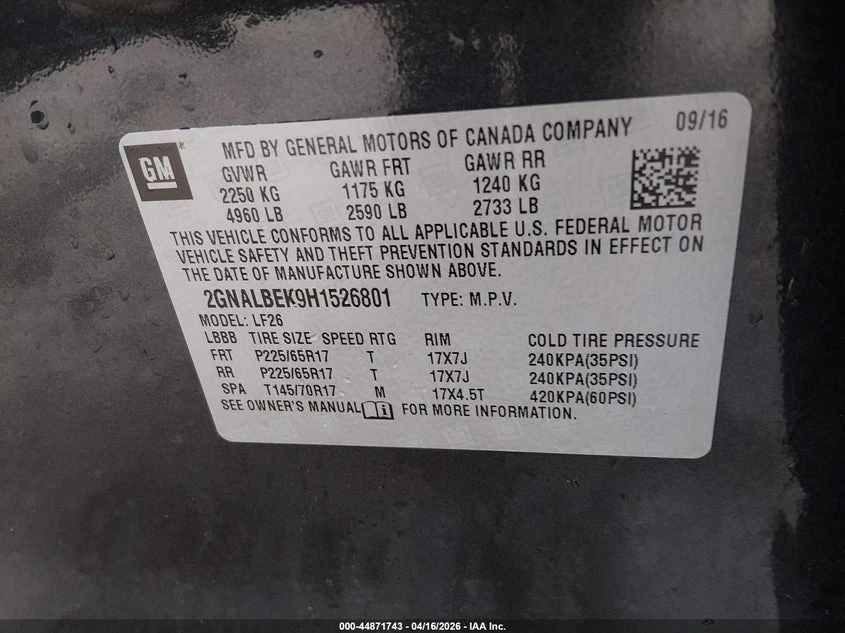 GM
MFD BY GENERAL MOTORS OF CANADA COMPANY 09/16
GVWR GAWR FRT GAWR RR
2250 KG 1175 KG 1240 KG
4960 LB 2590 LB 2733 LB
THIS VEHICLE CONFORMS TO ALL APPLICABLE U.S. FEDERAL MOTOR
VEHICLE SAFETY AND THEFT PREVENTION STANDARDS IN EFFECT ON
THE DATE OF MANUFACTURE SHOWN ABOVE.
2GNALBEK9H1526801 TYPE: M.P.V.
MODEL: LF26
LBBB TIRE SIZE SPEED RTG RIM COLD TIRE PRESSURE
FRT P225/65R17 T 17X7J 240KPA(35PSI)
RR P225/65R17 T 17X7J 240KPA(35PSI)
SPA T145/70R17 M 17X4.5T 420KPA(60PSI)
SEE OWNER'S MANUAL FOR MORE INFORMATION.
000-44871743 - 04/16/2026 - IAA Inc.